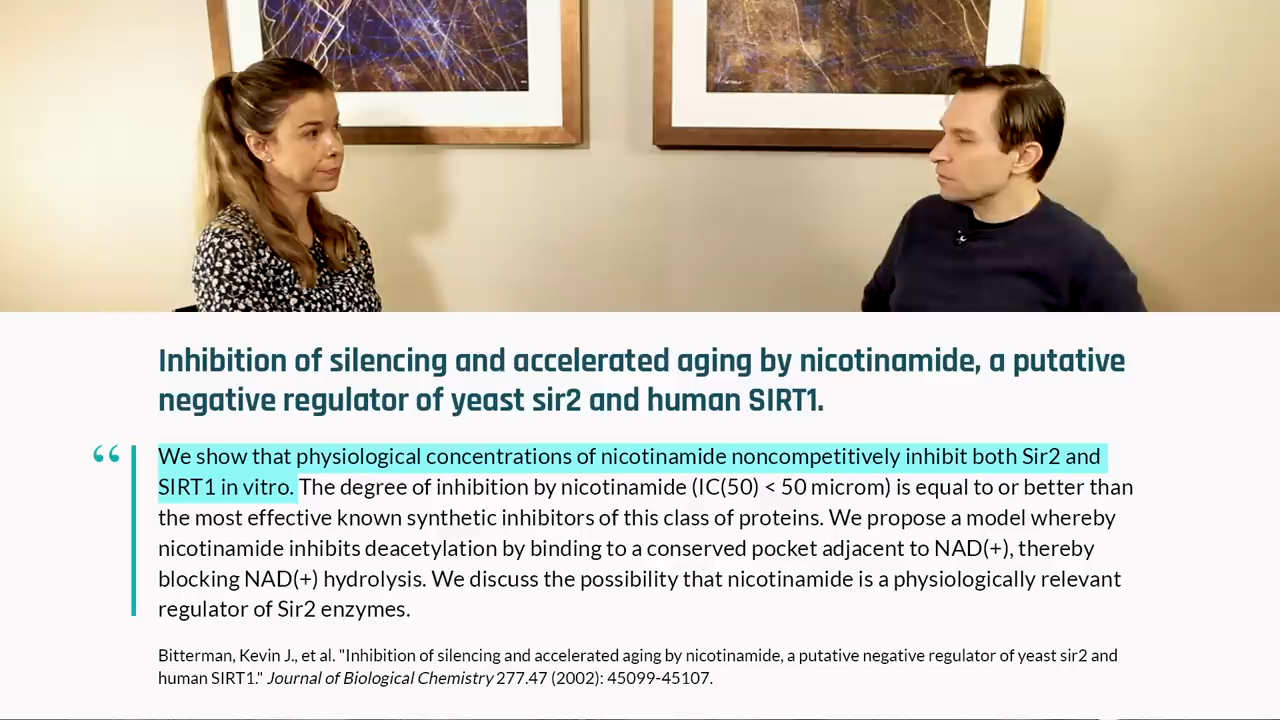 Inhibition of silencing and accelerated aging by nicotinamide, a putative
negative regulator of yeast sir2 and human SIRT1.
“ We show that physiological concentrations of nicotinamide noncompetitively inhibit both Sir2 and
SIRT1 in vitro. The degree of inhibition by nicotinamide (IC(50) < 50 microm) is equal to or better than
the most effective known synthetic inhibitors of this class of proteins. We propose a model whereby
nicotinamide inhibits deacetylation by binding to a conserved pocket adjacent to NAD(+), thereby
blocking NAD(+) hydrolysis. We discuss the possibility that nicotinamide is a physiologically relevant
regulator of Sir2 enzymes.
Bitterman, Kevin J., et al. "Inhibition of silencing and accelerated aging by nicotinamide, a putative negative regulator of yeast sir2 and
human SIRT1." Journal of Biological Chemistry 277.47 (2002): 45099-45107.